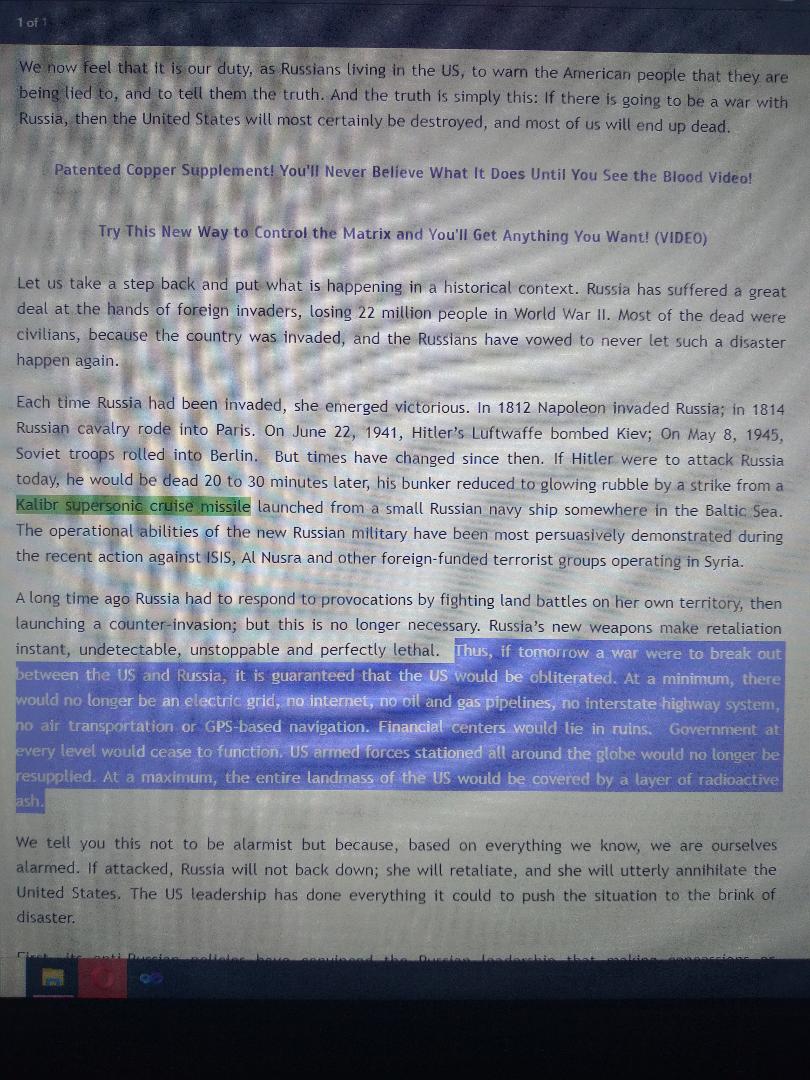 1 of 1
We now feel that it is our duty, as Russians living in the US, to warn the American people that they are
being lied to, and to tell them the truth. And the truth is simply this: If there is going to be a war with
Russia, then the United States will most certainly be destroyed, and most of us will end up dead.
Patented Copper Supplement! You'll Never Believe What It Does Until You See the Blood Video!
Try This New Way to Control the Matrix and You'll Get Anything You Want! (VIDEO)
Let us take a step back and put what is happening in a historical context. Russia has suffered a great
deal at the hands of foreign invaders, losing 22 million people in World War II. Most of the dead were
civilians, because the country was invaded, and the Russians have vowed to never let such a disaster
happen again.
Each time Russia had been invaded, she emerged victorious. In 1812 Napoleon invaded Russia; in 1814
Russian cavalry rode into Paris. On June 22, 1941, Hitler's Luftwaffe bombed Kiev; On May 8, 1945,
Soviet troops rolled into Berlin.  But times have changed since then. If Hitler were to attack Russia
today, he would be dead 20 to 30 minutes later, his bunker reduced to glowing rubble by a strike from a
Kalibr supersonic cruise missile launched from a small Russian navy ship somewhere in the Baltic Sea.
The operational abilities of the new Russian military have been most persuasively demonstrated during
the recent action against ISIS, Al Nusra and other foreign-funded terrorist groups operating in Syria.
A long time ago Russia had to respond to provocations by fighting land battles on her own territory, then
launching a counter-invasion; but this is no longer necessary. Russia's new weapons make retaliation
instant, undetectable, unstoppable and perfectly lethal.  Thus, if tomorrow a war were to break out
between the US and Russia, it is guaranteed that the US would be obliterated. At a minimum, there
would no longer be an electric grid, no internet, no oil and gas pipelines, no interstate highway system,
no air transportation or GPS-based navigation. Financial centers would lie in ruins.  Government at
every level would cease to function. US armed forces stationed all around the globe would no longer be
resupplied. At a maximum, the entire landmass of the US would be covered by a layer of radioactive
ash.
We tell you this not to be alarmist but because, based on everything we know, we are ourselves
alarmed. If attacked, Russia will not back down; she will retaliate, and she will utterly annihilate the
United States. The US leadership has done everything it could to push the situation to the brink of
disaster.